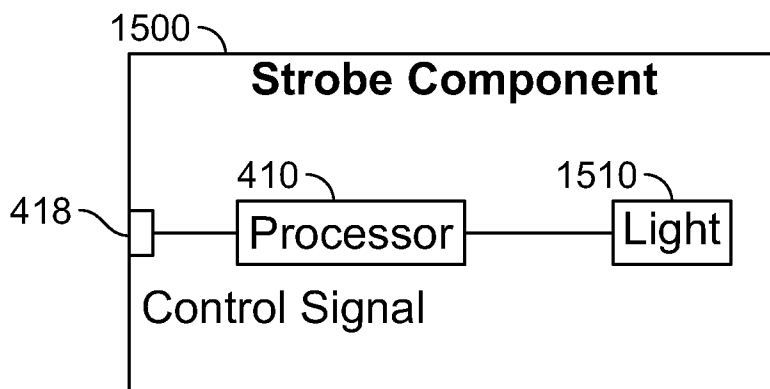 1500
Strobe Component
410
1510
418
Processor
Light
Control Signal